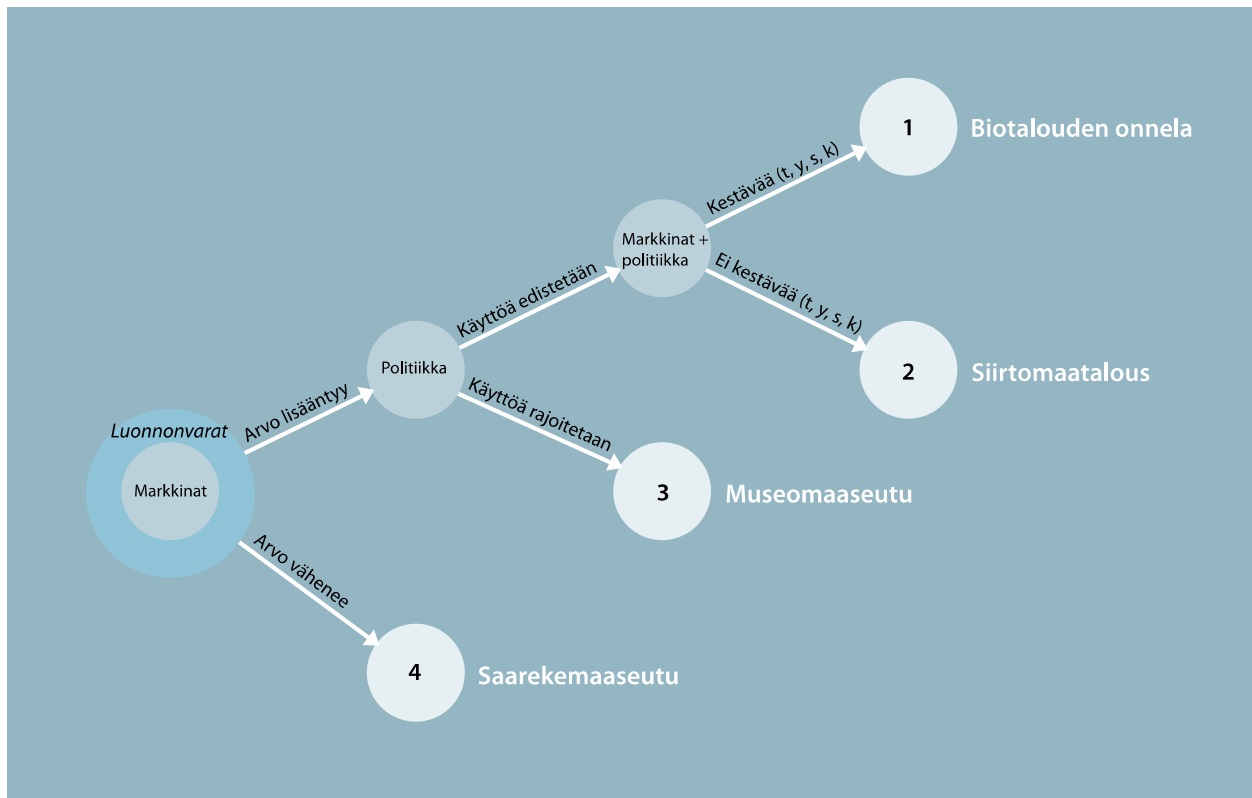 1
Biotalouden onnela
Kestävää (t, y, s, k)
Markkinat +
politiikka
Ei kestävää (t, y, s, k)
Käyttöä edistetään
2
Siirtomaatalous
Politiikka
Käyttöä rajoitetaan
Arvo lisääntyy
Luonnonvarat
Markkinat
3
Museomaaseutu
Arvo vähenee
4
Saarekemaaseutu